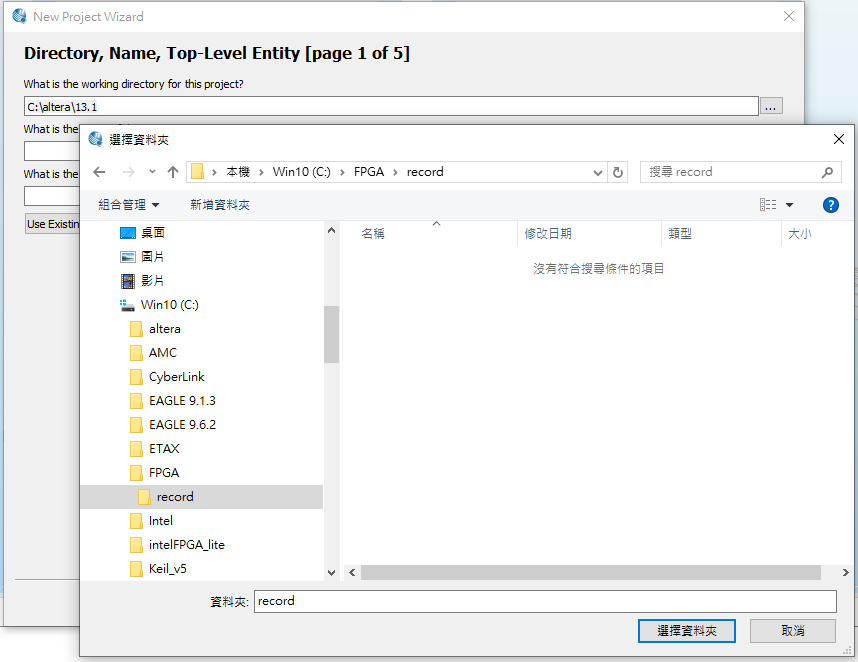 New Project Wizard
Directory, Name, Top-Level Entity [page 1 of 5]
What is the working directory for this project?
C:\altera\13.1
...
What is the
選擇資料夾
本機 > Win10 (C:) > FPGA > record
搜尋 record
What is the
組合管理
新增資料夾
Use Existin
名稱
修改日期
類型
大小
沒有符合搜尋條件的項目
桌面
圖片
影片
Win10 (C:)
altera
AMC
CyberLink
EAGLE 9.1.3
EAGLE 9.6.2
ETAX
FPGA
record
Intel
intelFPGA_lite
Keil_v5
資料夾: record
選擇資料夾
取消